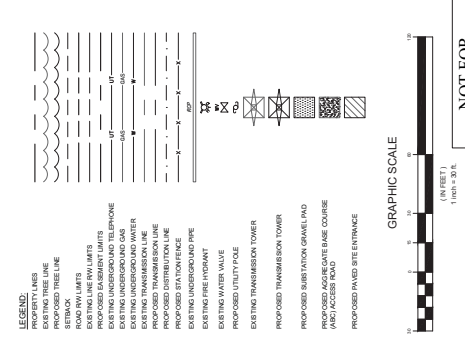 LEGEND:
PROPERTY LINES
EXISTING TREE LINE
PROPOSED TREE LINE
SETBACK
ROAD R/W LIMITS
EXISTING LINE R/W LIMITS
PROPOSED EASEMENT LIMITS
EXISTING UNDERGROUND TELEPHONE UT UT
EXISTING UNDERGROUND GAS GAS GAS
EXISTING UNDERGROUND WATER W W
EXISTING TRANSMISSION LINE
PROPOSED TRANSMISSION LINE
PROPOSED DISTRIBUTION LINE
PROPOSED STATION FENCE X X X
EXISTING UNDERGROUND PIPE RCP
EXISTING FIRE HYDRANT
EXISTING WATER VALVE
PROPOSED UTILITY POLE
EXISTING TRANSMISSION TOWER
PROPOSED TRANSMISSION TOWER
PROPOSED SUBSTATION GRAVEL PAD
PROPOSED AGGREGATE BASE COURSE
(ABC) ACCESS ROAD
PROPOSED PAVED SITE ENTRANCE
GRAPHIC SCALE
30 0 15 30 60 120
( IN FEET )
1 inch = 30 ft.
NOT FOR